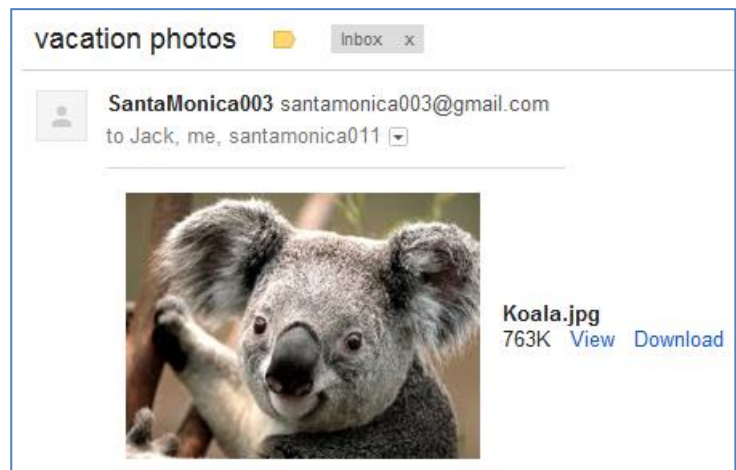 vacation photos Inbox x
SantaMonica003 santamonica003@gmail.com
to Jack, me, santamonica011
Koala.jpg
763K View Download